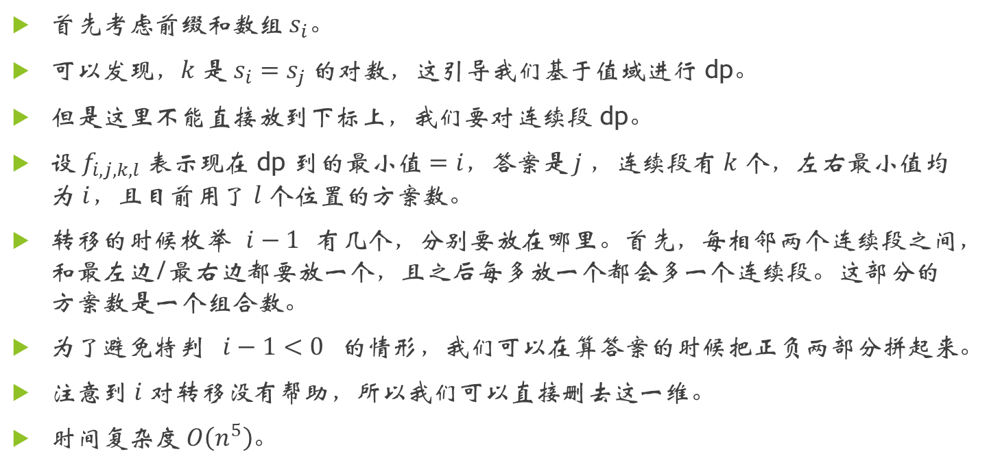 首先考虑前缀和数组 sᵢ。
可以发现，k 是 sᵢ = sⱼ 的对数，这引导我们基于值域进行 dp。
但是这里不能直接放到下标上，我们要对连续段 dp。
设 f_{i,j,k,l} 表示现在 dp 到的最小值 = i，答案是 j ，连续段有 k 个，左右最小值均
为 i，且目前用了 l 个位置的方案数。
转移的时候枚举 i − 1 有几个，分别要放在哪里。首先，每相邻两个连续段之间，
和最左边/最右边都要放一个，且之后每多放一个都会多一个连续段。这部分的
方案数是一个组合数。
为了避免特判 i − 1 < 0 的情形，我们可以在算答案的时候把正负两部分拼起来。
注意到 i 对转移没有帮助，所以我们可以直接删去这一维。
时间复杂度 O(n⁵)。